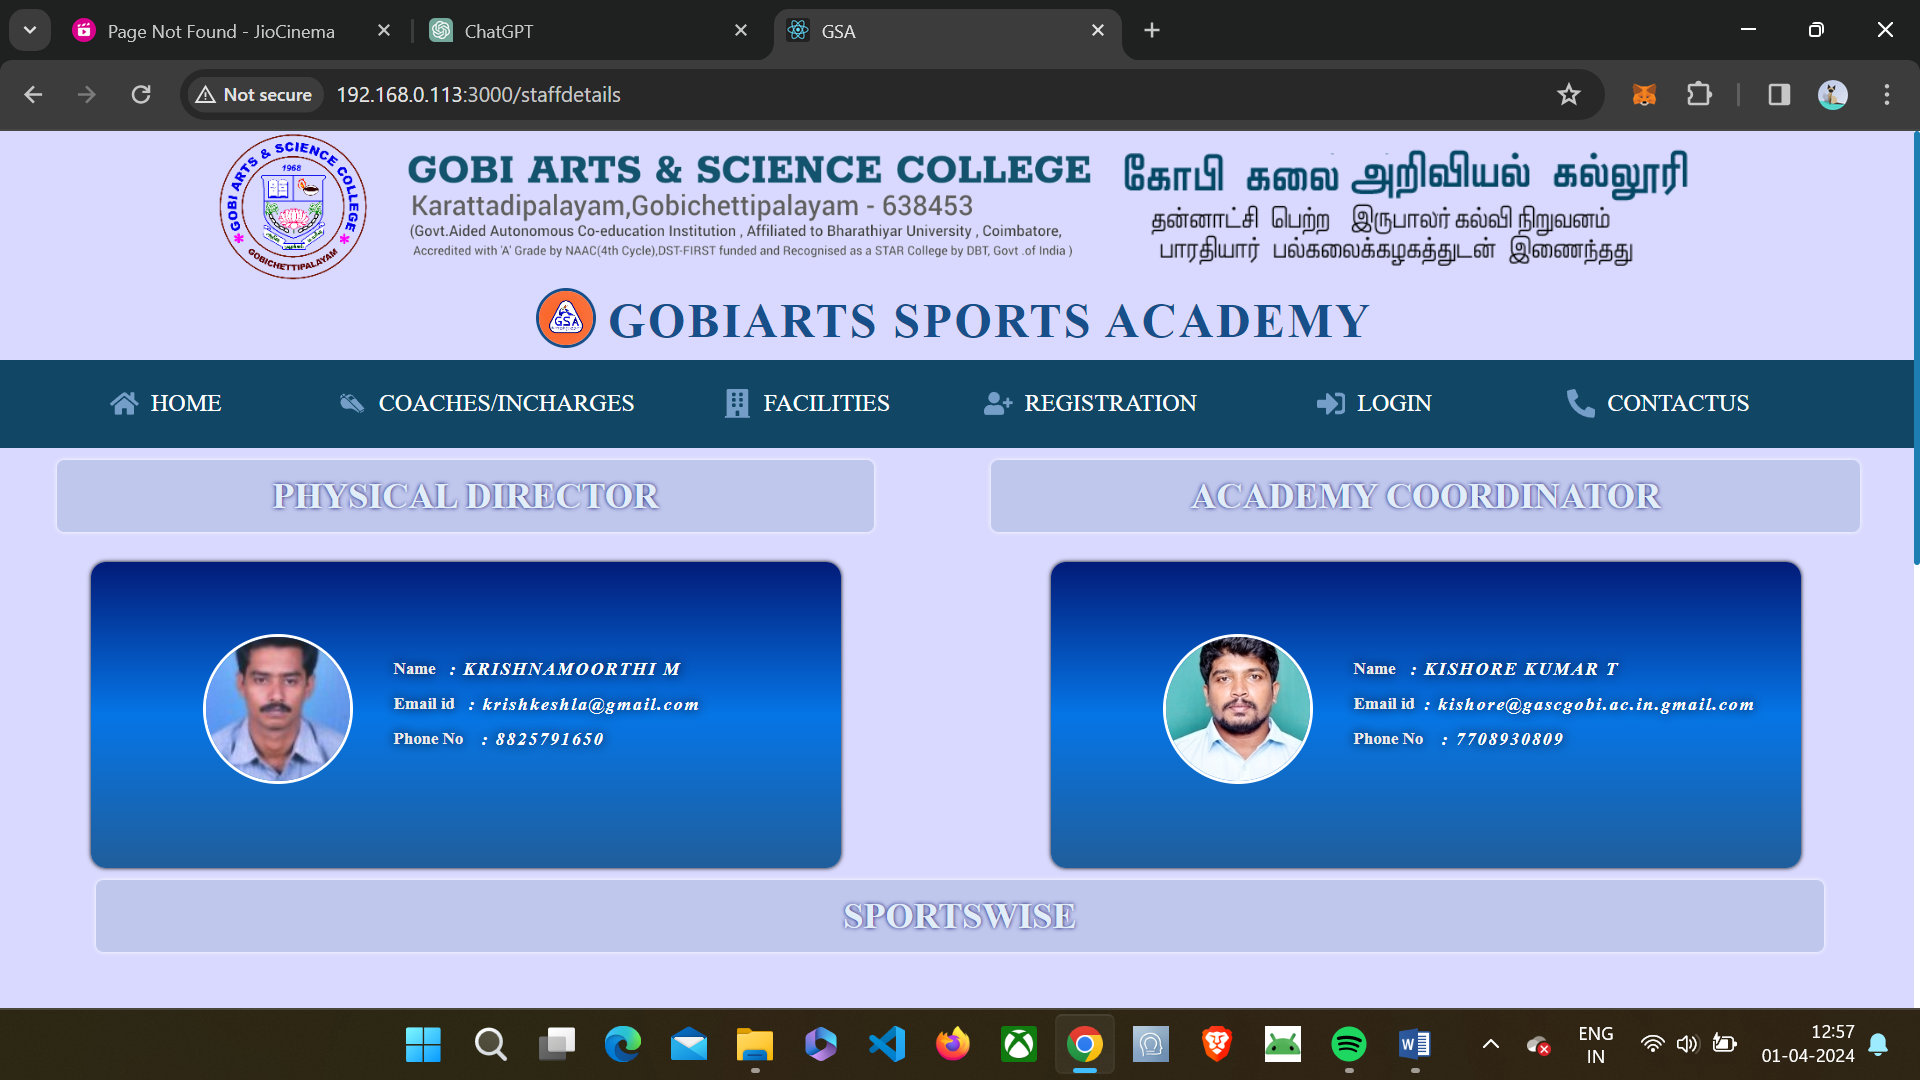 Page Not Found - JioCinema
ChatGPT
GSA
Not secure
192.168.0.113:3000/staffdetails
GOBI ARTS & SCIENCE COLLEGE
1968
GOBICHETTIPALAYAM
GOBI ARTS & SCIENCE COLLEGE
Karattadipalayam,Gobichettipalayam - 638453
(Govt.Aided Autonomous Co-education Institution , Affiliated to Bharathiyar University , Coimbatore,
Accredited with 'A' Grade by NAAC(4th Cycle),DST-FIRST funded and Recognised as a STAR College by DBT, Govt .of India )
கோபி கலை அறிவியல் கல்லூரி
தன்னாட்சி பெற்ற இருபாலர் கல்வி நிறுவனம்
பாரதியார் பல்கலைக்கழகத்துடன் இணைந்தது
GSA
GOBIARTS SPORTS ACADEMY
HOME
COACHES/INCHARGES
FACILITIES
REGISTRATION
LOGIN
CONTACTUS
PHYSICAL DIRECTOR
ACADEMY COORDINATOR
Name : KRISHNAMOORTHI M
Email id : krishkeshla@gmail.com
Phone No : 8825791650
Name : KISHORE KUMAR T
Email id : kishore@gascgobi.ac.in.gmail.com
Phone No : 7708930809
SPORTSWISE
ENG
IN
12:57
01-04-2024